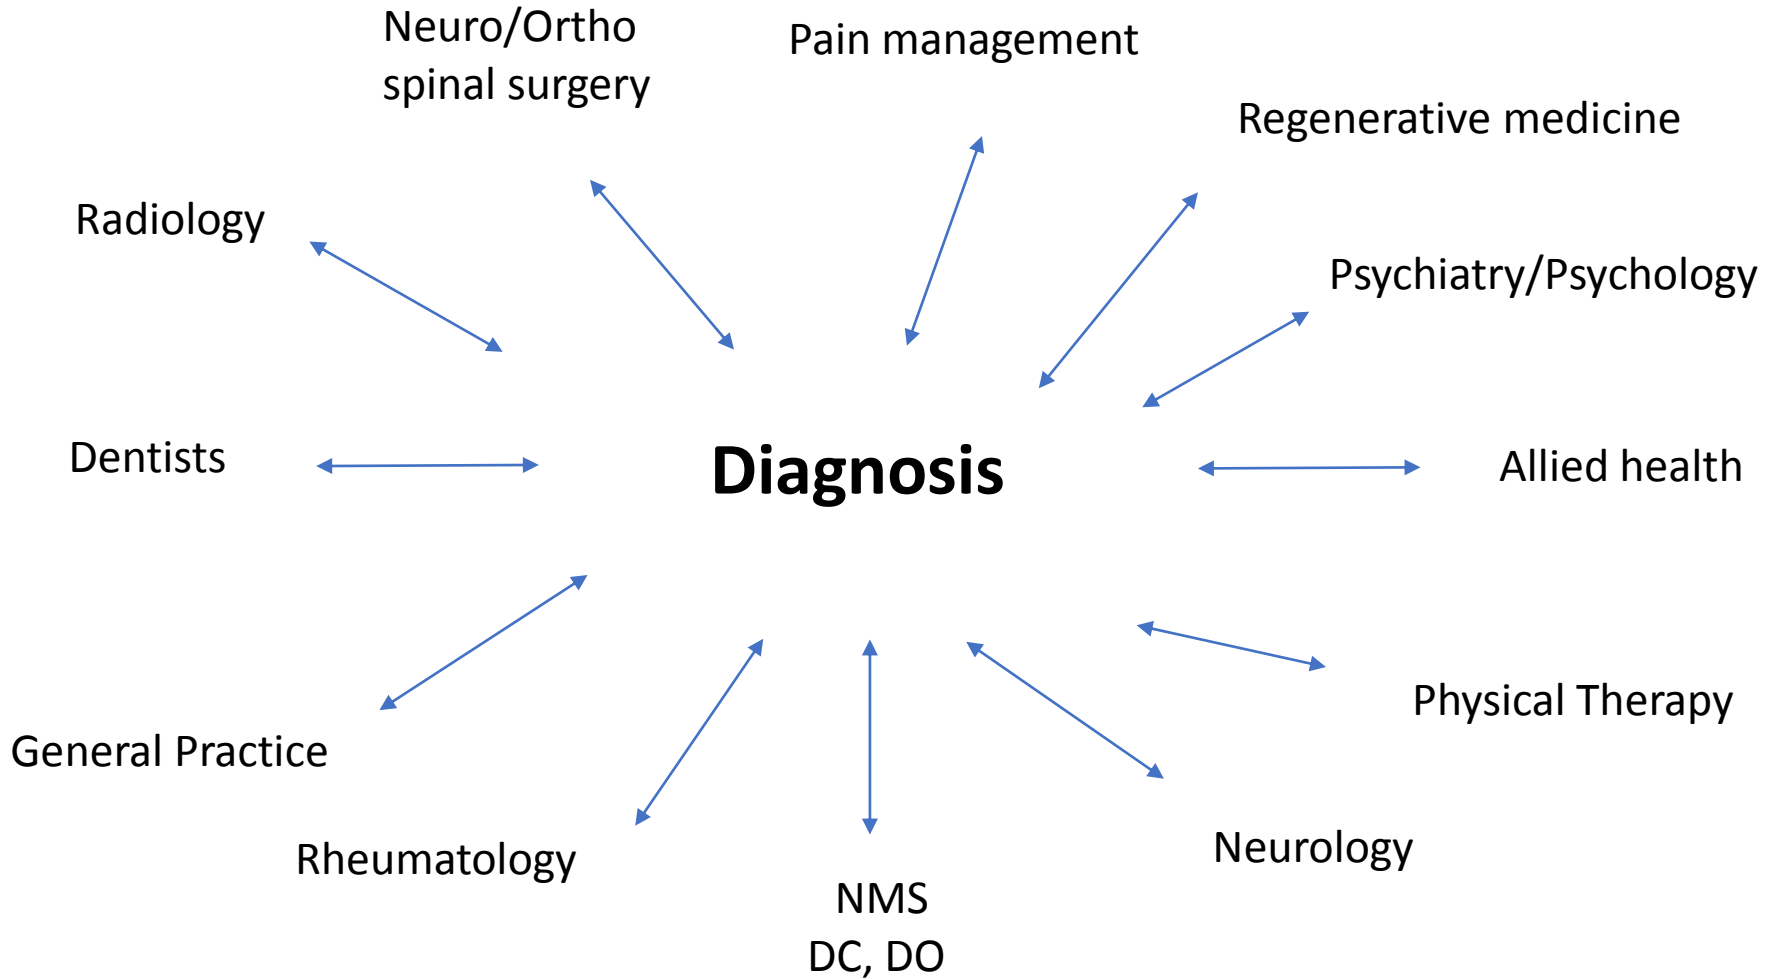 Neuro/Ortho
spinal surgery
Pain management
Regenerative medicine
Radiology
Psychiatry/Psychology
Dentists
Diagnosis
Allied health
General Practice
Physical Therapy
Rheumatology
Neurology
NMS
DC, DO